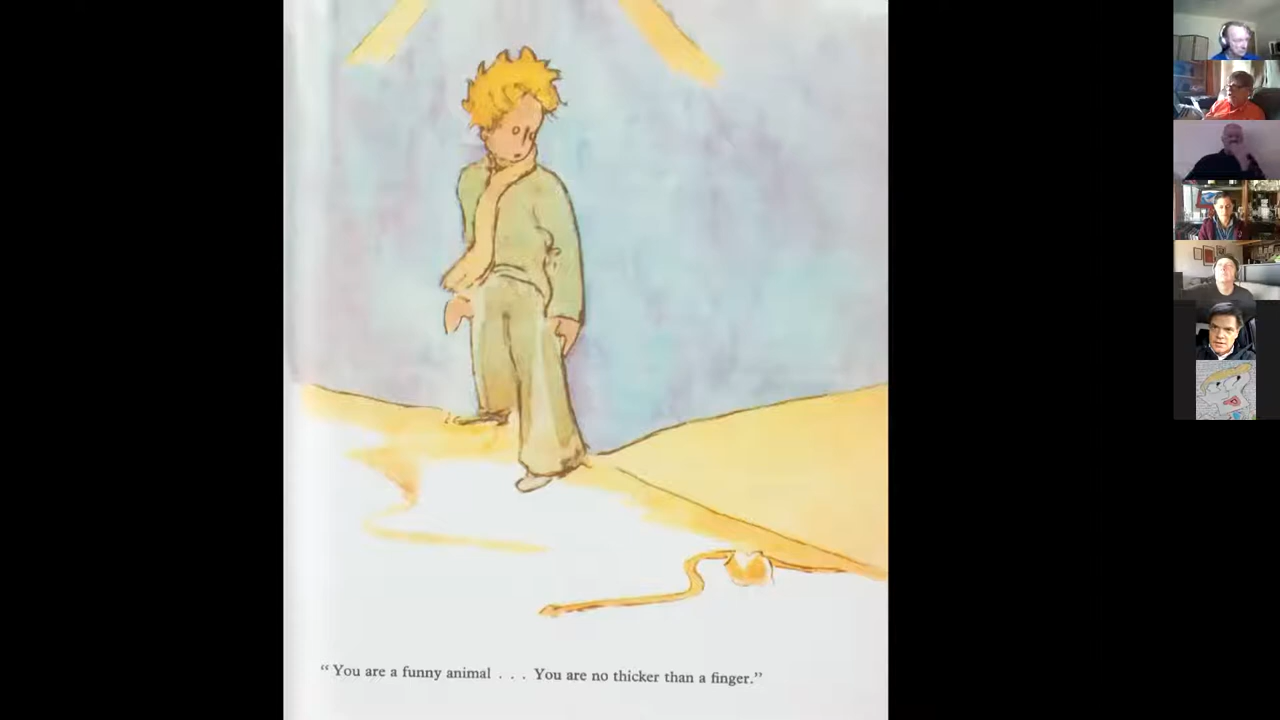 “You are a funny animal . . . You are no thicker than a finger.”